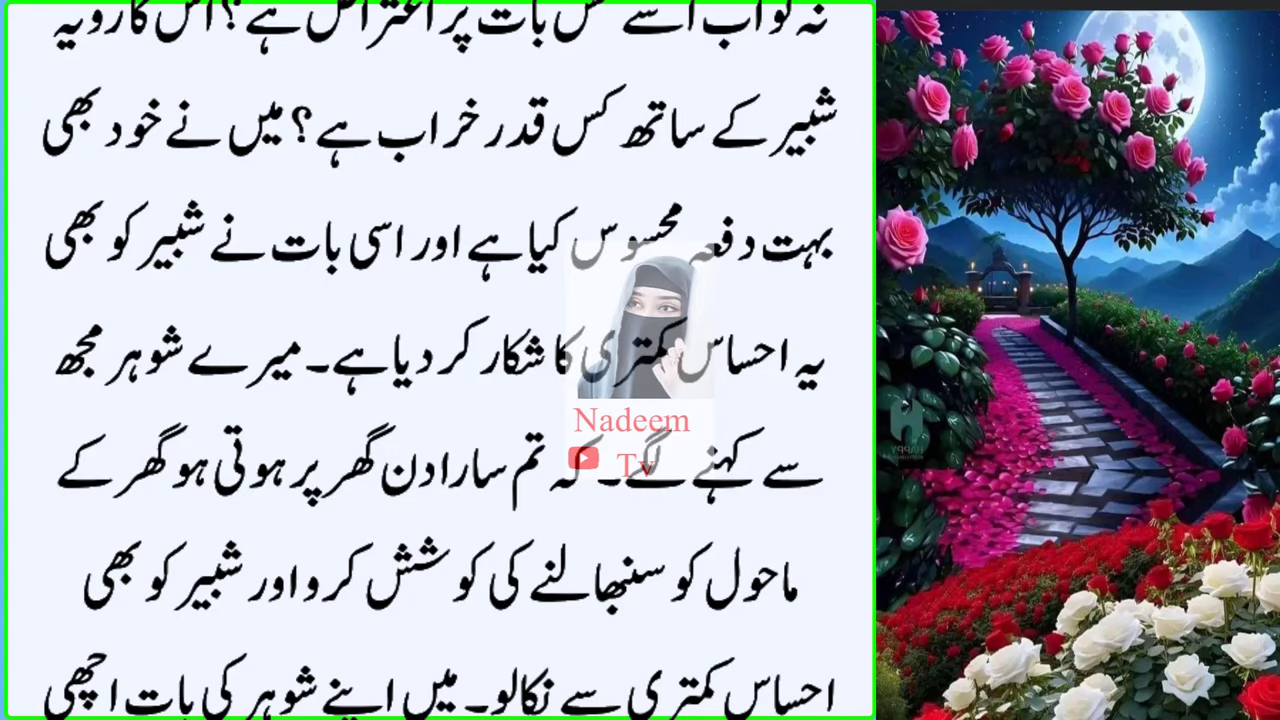 نہ تو اب اسے کس بات پر اعتراض ہے؟ اس کا رویہ
شبیر کے ساتھ کس قدر خراب ہے؟ میں نے خود بھی
بہت دفعہ محسوس کیا ہے اور اسی بات نے شبیر کو بھی
یہ احساس کمتری کا شکار کر دیا ہے۔ میرے شوہر مجھ
سے کہنے لگے۔ کہ تم سارا دن گھر پر ہوتی ہو گھر کے
ماحول کو سنبھالنے کی کوشش کرو اور شبیر کو بھی
احساس کمتری سے نکالو۔ میں اپنے شوہر کی بات اچھی
Nadeem
Tv